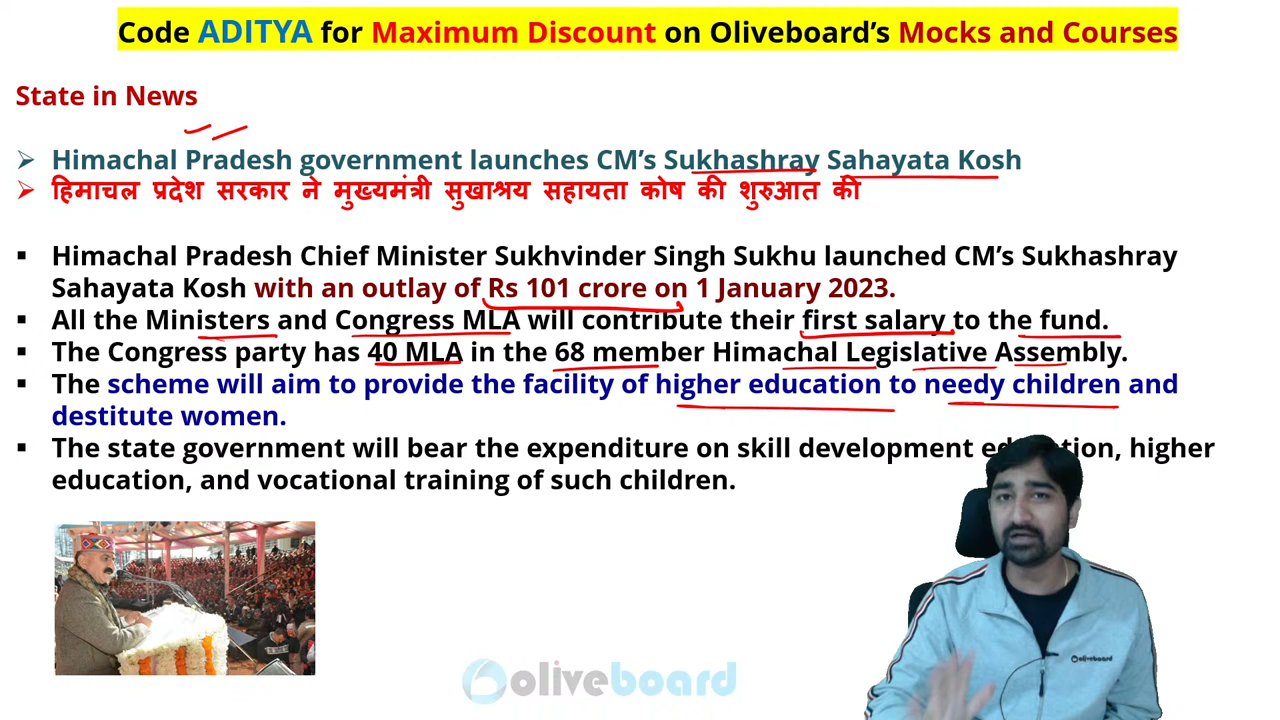 Code ADITYA for Maximum Discount on Oliveboard's Mocks and Courses
State in News
➢ Himachal Pradesh government launches CM's Sukhashray Sahayata Kosh
➢ हिमाचल प्रदेश सरकार ने मुख्यमंत्री सुखाश्रय सहायता कोष की शुरुआत की
▪ Himachal Pradesh Chief Minister Sukhvinder Singh Sukhu launched CM's Sukhashray
Sahayata Kosh with an outlay of Rs 101 crore on 1 January 2023.
▪ All the Ministers and Congress MLA will contribute their first salary to the fund.
▪ The Congress party has 40 MLA in the 68 member Himachal Legislative Assembly.
▪ The scheme will aim to provide the facility of higher education to needy children and
destitute women.
▪ The state government will bear the expenditure on skill development higher
education, and vocational training of such children.
oliveboard
oliveboard